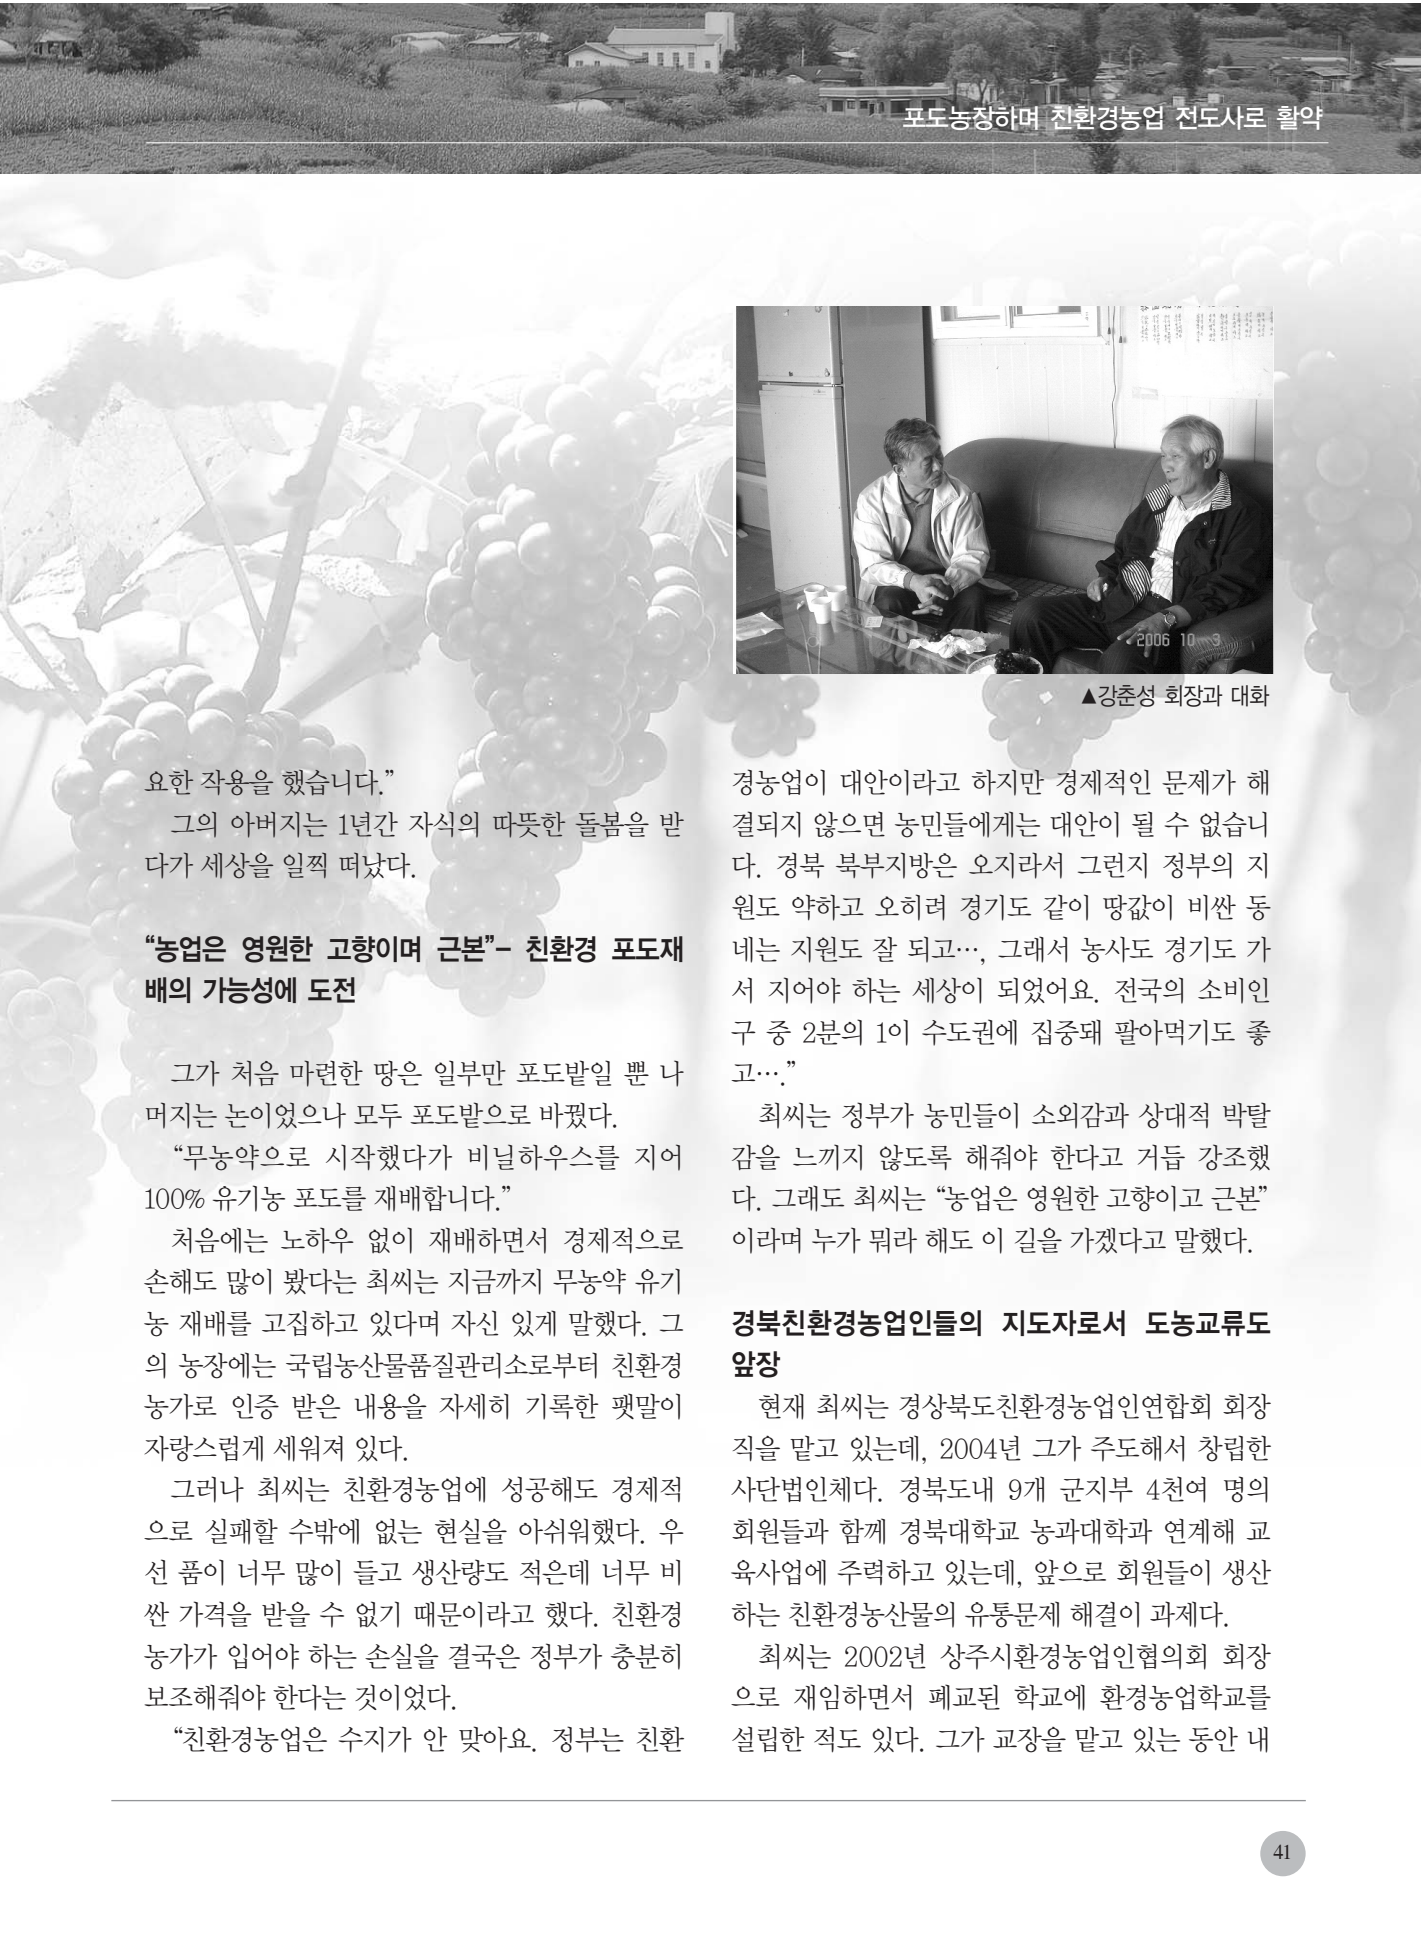 포도농장하며 친환경농업 전도사로 활약
2006 10 3
▲강춘성 회장과 대화
요한 작용을 했습니다.”
그의 아버지는 1년간 자식의 따뜻한 돌봄을 받
다가 세상을 일찍 떠났다.
“농업은 영원한 고향이며 근본”- 친환경 포도재
배의 가능성에 도전
그가 처음 마련한 땅은 일부만 포도밭일 뿐 나
머지는 논이었으나 모두 포도밭으로 바꿨다.
“무농약으로 시작했다가 비닐하우스를 지어
100% 유기농 포도를 재배합니다.”
처음에는 노하우 없이 재배하면서 경제적으로
손해도 많이 봤다는 최씨는 지금까지 무농약 유기
농 재배를 고집하고 있다며 자신 있게 말했다. 그
의 농장에는 국립농산물품질관리소로부터 친환경
농가로 인증 받은 내용을 자세히 기록한 팻말이
자랑스럽게 세워져 있다.
그러나 최씨는 친환경농업에 성공해도 경제적
으로 실패할 수밖에 없는 현실을 아쉬워했다. 우
선 품이 너무 많이 들고 생산량도 적은데 너무 비
싼 가격을 받을 수 없기 때문이라고 했다. 친환경
농가가 입어야 하는 손실을 결국은 정부가 충분히
보조해줘야 한다는 것이었다.
“친환경농업은 수지가 안 맞아요. 정부는 친환
경농업이 대안이라고 하지만 경제적인 문제가 해
결되지 않으면 농민들에게는 대안이 될 수 없습니
다. 경북 북부지방은 오지라서 그런지 정부의 지
원도 약하고 오히려 경기도 같이 땅값이 비싼 동
네는 지원도 잘 되고…, 그래서 농사도 경기도 가
서 지어야 하는 세상이 되었어요. 전국의 소비인
구 중 2분의 1이 수도권에 집중돼 팔아먹기도 좋
고….”
최씨는 정부가 농민들이 소외감과 상대적 박탈
감을 느끼지 않도록 해줘야 한다고 거듭 강조했
다. 그래도 최씨는 “농업은 영원한 고향이고 근본”
이라며 누가 뭐라 해도 이 길을 가겠다고 말했다.
경북친환경농업인들의 지도자로서 도농교류도
앞장
현재 최씨는 경상북도친환경농업인연합회 회장
직을 맡고 있는데, 2004년 그가 주도해서 창립한
사단법인체다. 경북도내 9개 군지부 4천여 명의
회원들과 함께 경북대학교 농과대학과 연계해 교
육사업에 주력하고 있는데, 앞으로 회원들이 생산
하는 친환경농산물의 유통문제 해결이 과제다.
최씨는 2002년 상주시환경농업인협의회 회장
으로 재임하면서 폐교된 학교에 환경농업학교를
설립한 적도 있다. 그가 교장을 맡고 있는 동안 내
41